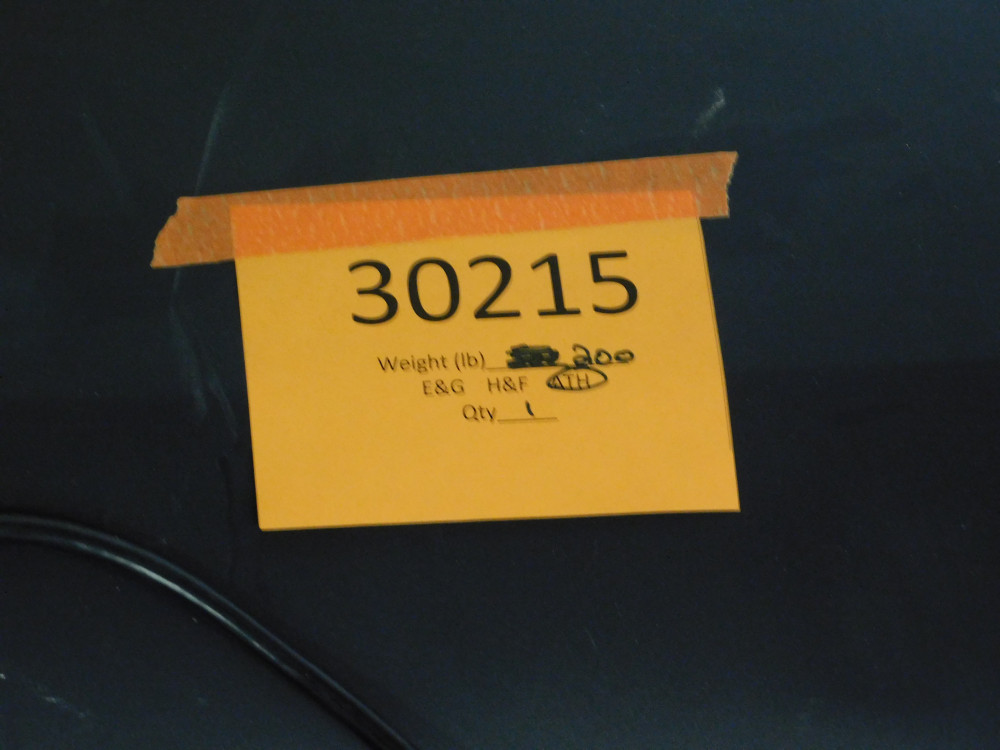 30215
Weight (lb) 200
E&G H&F ATH
Qty 1